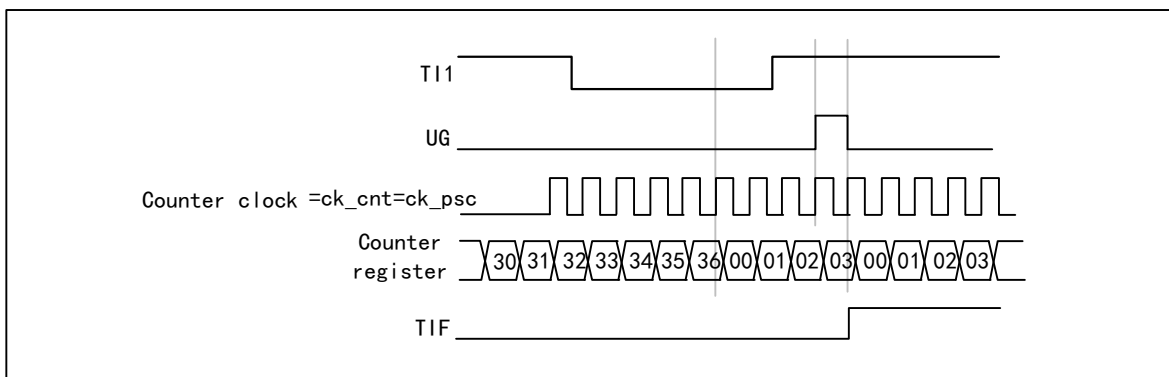 TI1
UG
Counter clock =ck_cnt=ck_psc
Counter
register
30 31 32 33 34 35 36 00 01 02 03 00 01 02 03
TIF